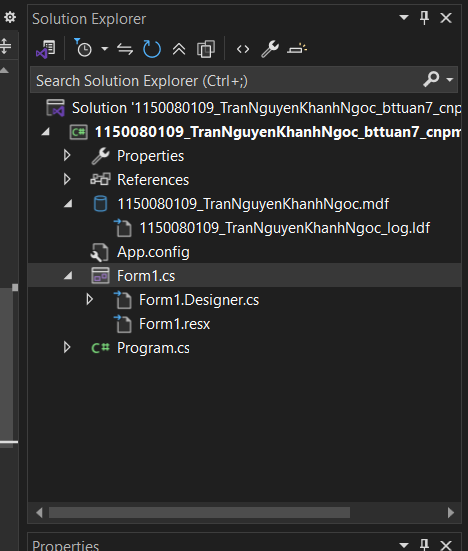 Solution Explorer
Search Solution Explorer (Ctrl+;)
Solution '1150080109_TranNguyenKhanhNgoc_bttuan7_cnp
1150080109_TranNguyenKhanhNgoc_bttuan7_cnpm
Properties
References
1150080109_TranNguyenKhanhNgoc.mdf
1150080109_TranNguyenKhanhNgoc_log.ldf
App.config
Form1.cs
Form1.Designer.cs
Form1.resx
C# Program.cs
Properties